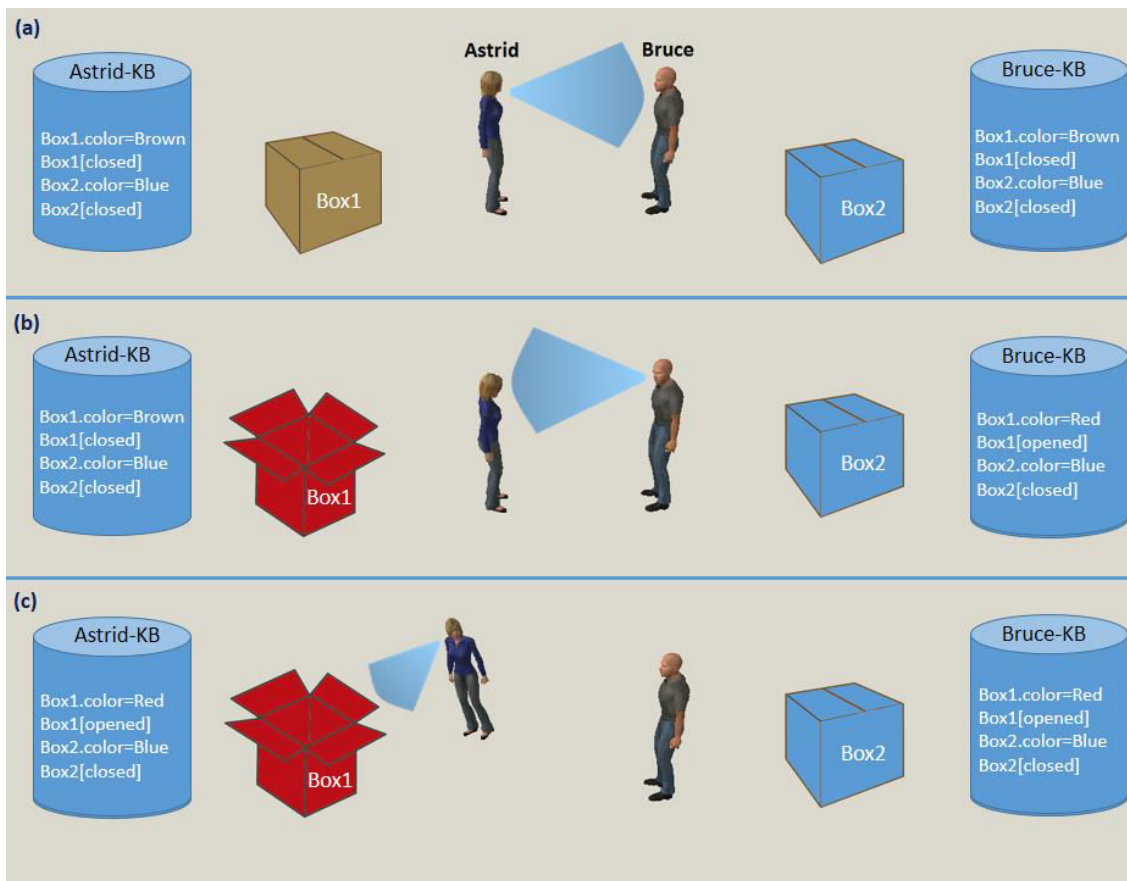 (a)
Astrid-KB
Box1.color=Brown
Box1[closed]
Box2.color=Blue
Box2[closed]
Box1
Astrid
Bruce
Box2
Bruce-KB
Box1.color=Brown
Box1[closed]
Box2.color=Blue
Box2[closed]
(b)
Astrid-KB
Box1.color=Brown
Box1[closed]
Box2.color=Blue
Box2[closed]
Box1
Box2
Bruce-KB
Box1.color=Red
Box1[opened]
Box2.color=Blue
Box2[closed]
(c)
Astrid-KB
Box1.color=Red
Box1[opened]
Box2.color=Blue
Box2[closed]
Box1
Box2
Bruce-KB
Box1.color=Red
Box1[opened]
Box2.color=Blue
Box2[closed]